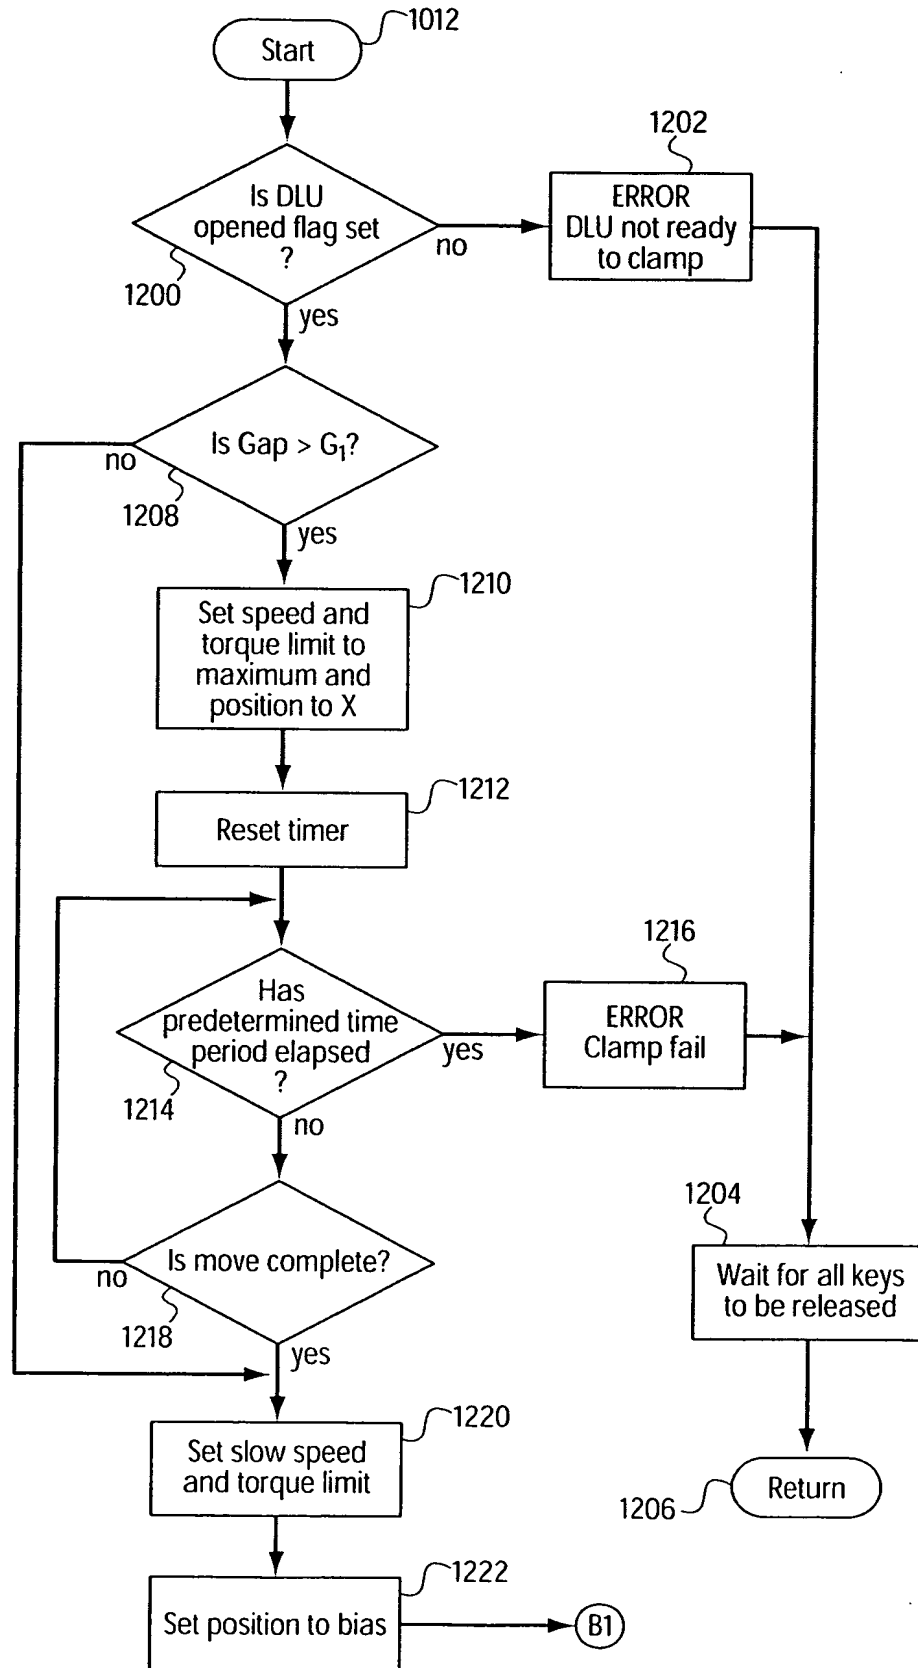 1012
Start
1202
Is DLU
opened flag set
?
no
1200
yes
ERROR
DLU not ready
to clamp
Is Gap > G₁?
no
1208
yes
1210
Set speed and
torque limit to
maximum and
position to X
1212
Reset timer
1216
Has
predetermined time
period elapsed
?
yes
1214
no
ERROR
Clamp fail
1204
Is move complete?
no
1218
yes
Wait for all keys
to be released
1220
Set slow speed
and torque limit
Return
1206
1222
Set position to bias
B1